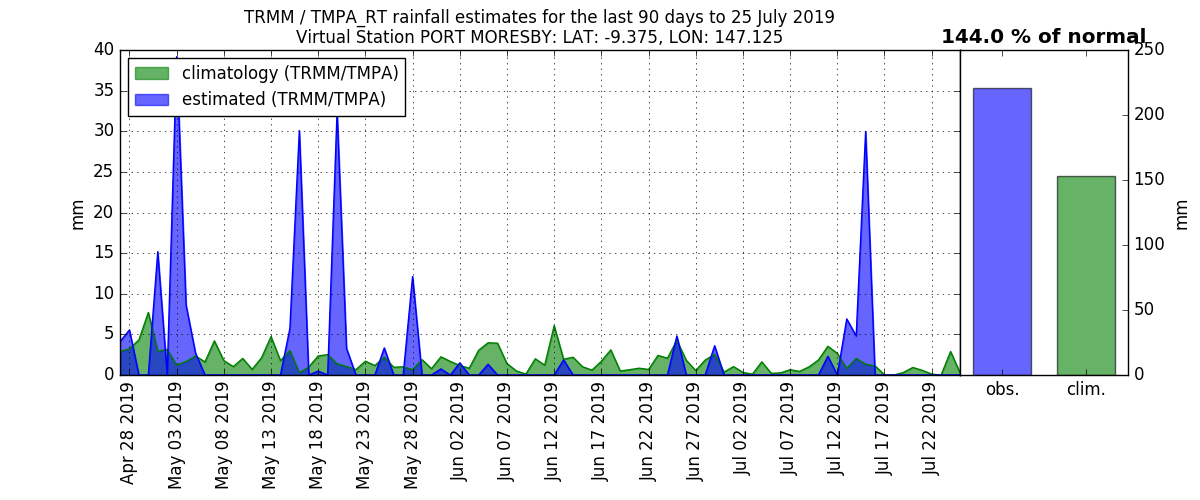 TRMM / TMPA_RT rainfall estimates for the last 90 days to 25 July 2019
Virtual Station PORT MORESBY: LAT: -9.375, LON: 147.125
144.0 % of normal
climatology (TRMM/TMPA)
estimated (TRMM/TMPA)
40
35
30
25
20
15
10
5
0
mm
Apr 28 2019
May 03 2019
May 08 2019
May 13 2019
May 18 2019
May 23 2019
May 28 2019
Jun 02 2019
Jun 07 2019
Jun 12 2019
Jun 17 2019
Jun 22 2019
Jun 27 2019
Jul 02 2019
Jul 07 2019
Jul 12 2019
Jul 17 2019
Jul 22 2019
obs.
clim.
250
200
150
100
50
0
mm